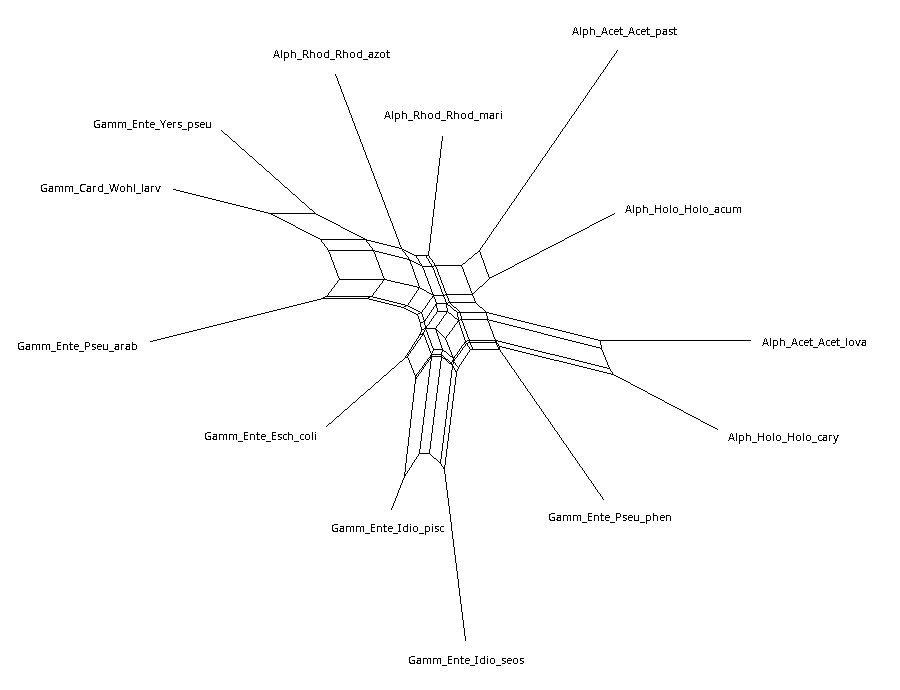 Alph_Acet_Acet_past
Alph_Rhod_Rhod_azot
Alph_Rhod_Rhod_mari
Gamm_Ente_Yers_pseu
Gamm_Card_Wohl_larv
Alph_Holo_Holo_acum
Alph_Acet_Acet_lova
Gamm_Ente_Pseu_arab
Gamm_Ente_Esch_coli
Alph_Holo_Holo_cary
Gamm_Ente_Pseu_phen
Gamm_Ente_Idio_pisc
Gamm_Ente_Idio_seos